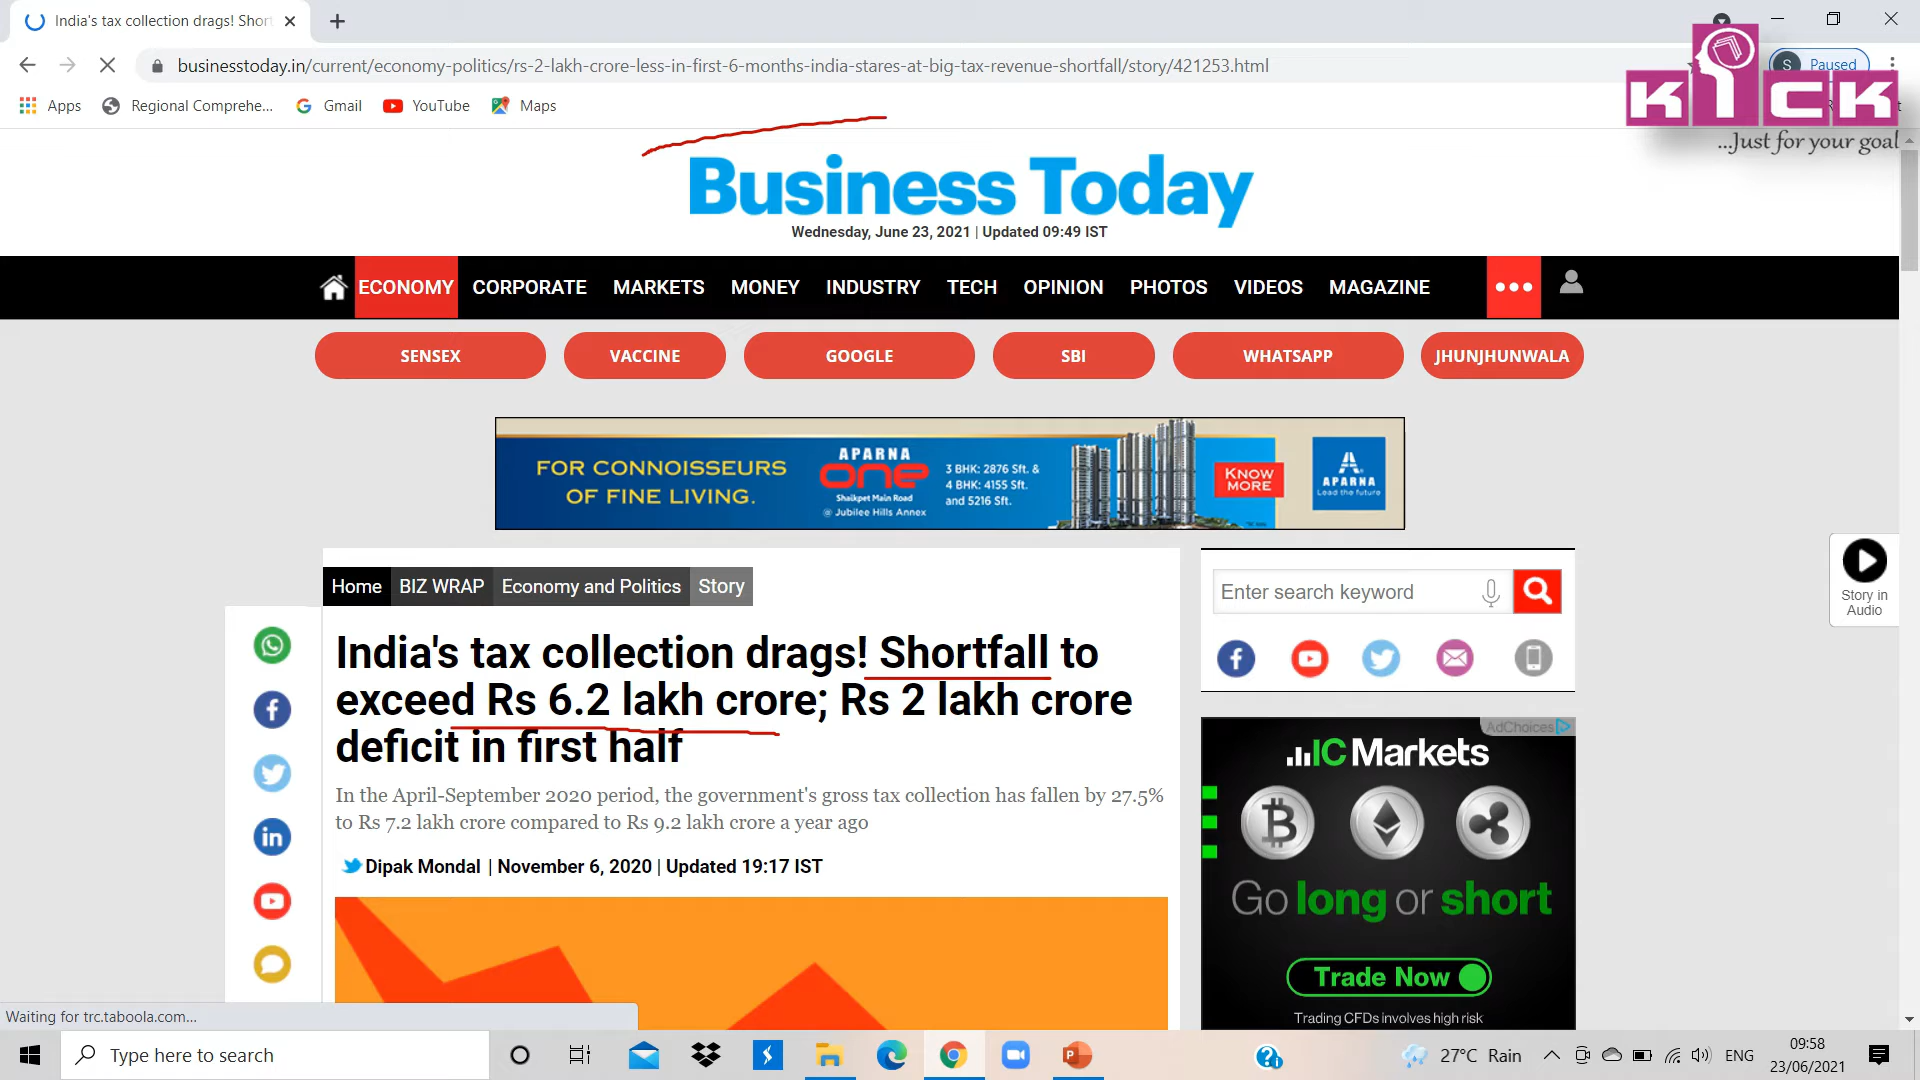 India's tax collection drags! Short
businesstoday.in/current/economy-politics/rs-2-lakh-crore-less-in-first-6-months-india-stares-at-big-tax-revenue-shortfall/story/421253.html
S Paused
Apps Regional Comprehe... Gmail YouTube Maps
KICK
...Just for your goal
Business Today
Wednesday, June 23, 2021 | Updated 09:49 IST
ECONOMY CORPORATE MARKETS MONEY INDUSTRY TECH OPINION PHOTOS VIDEOS MAGAZINE
SENSEX VACCINE GOOGLE SBI WHATSAPP JHUNJHUNWALA
FOR CONNOISSEURS
OF FINE LIVING.
APARNA
one
Shaikpet Main Road
@ Jubilee Hills Annex
3 BHK: 2876 Sft. &
4 BHK: 4155 Sft.
and 5216 Sft.
KNOW
MORE
APARNA
Lead the future
Home BIZ WRAP Economy and Politics Story
India's tax collection drags! Shortfall to
exceed Rs 6.2 lakh crore; Rs 2 lakh crore
deficit in first half
In the April-September 2020 period, the government's gross tax collection has fallen by 27.5%
to Rs 7.2 lakh crore compared to Rs 9.2 lakh crore a year ago
Dipak Mondal | November 6, 2020 | Updated 19:17 IST
Enter search keyword
Story in
Audio
AdChoices
IC Markets
Go long or short
Trade Now
Trading CFDs involves high risk
Waiting for trc.taboola.com...
Type here to search
27°C Rain
ENG
09:58
23/06/2021